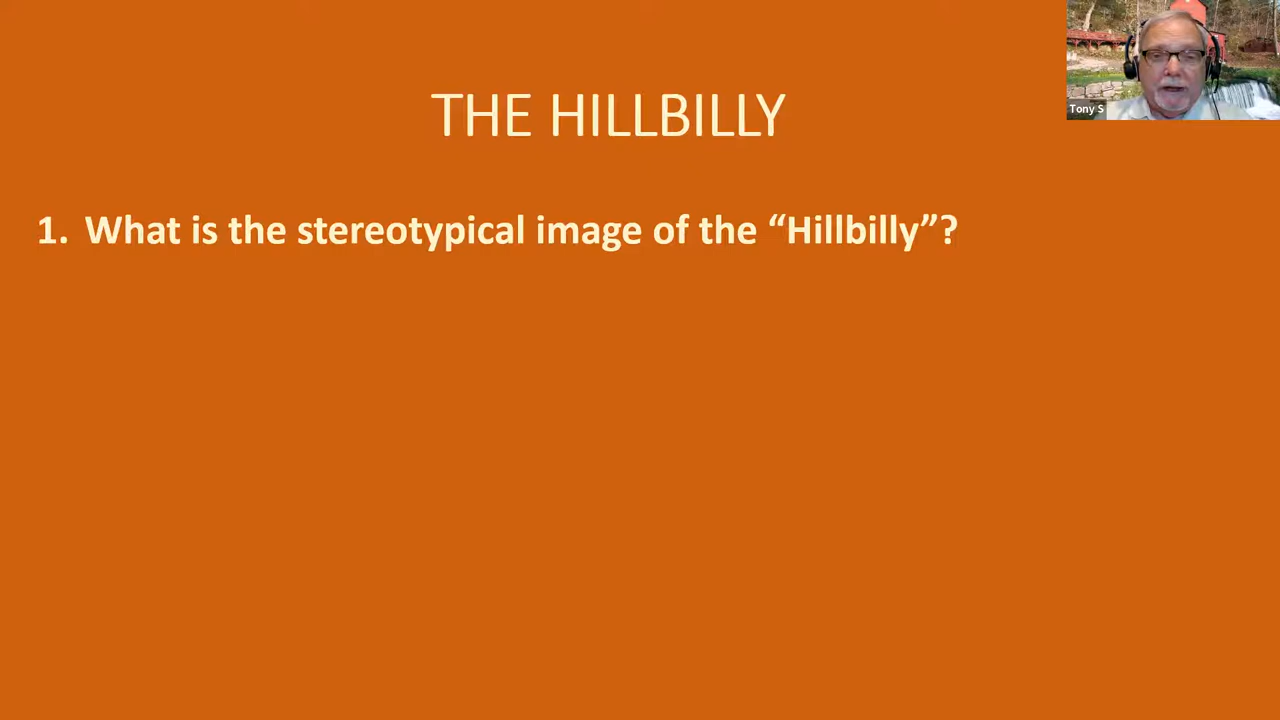 THE HILLBILLY
Tony S
1. What is the stereotypical image of the “Hillbilly”?